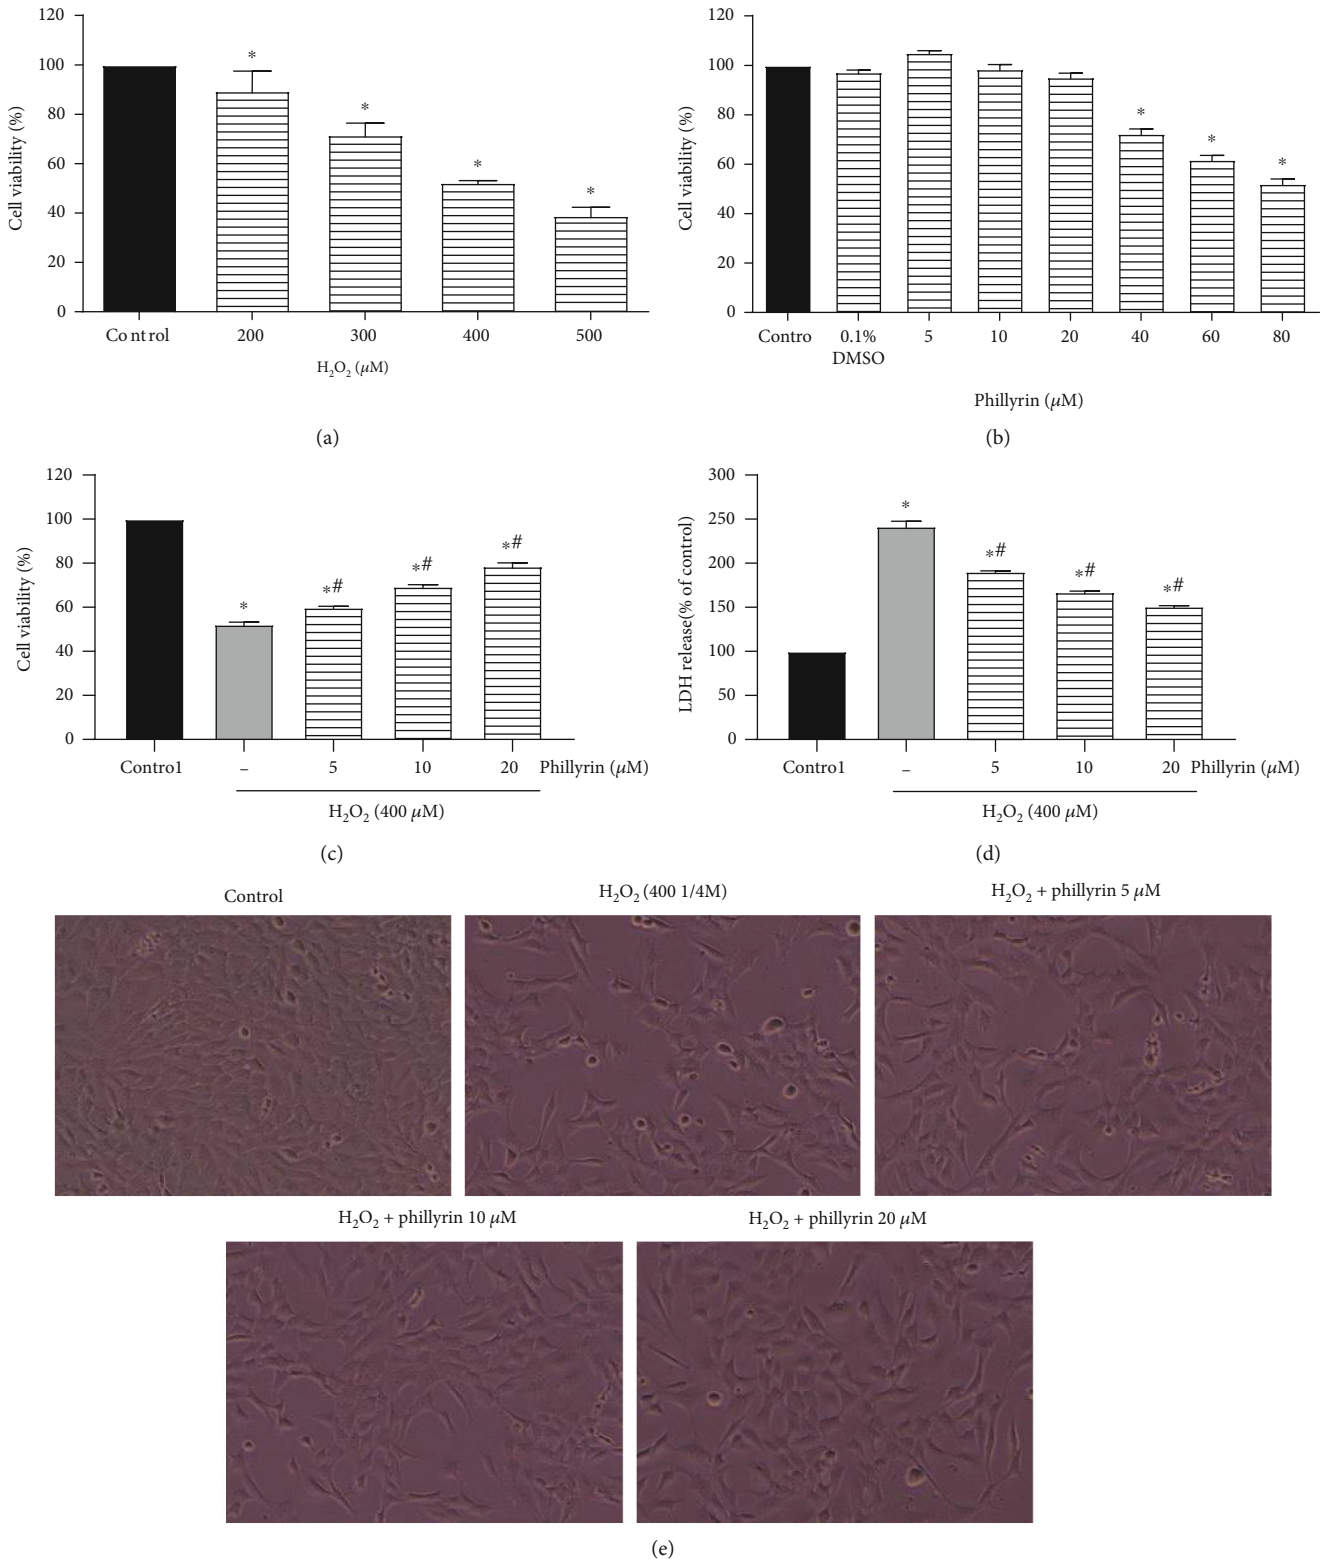 120
100
80
60
40
20
0
Cell viability (%)
*
*
*
*
Control
200
300
400
500
H₂O₂ (μM)
(a)
120
100
80
60
40
20
0
Cell viability (%)
*
*
*
Contro
0.1%
DMSO
5
10
20
40
60
80
Phillyrin (μM)
(b)
120
100
80
60
40
20
0
Cell viability (%)
*
*#
*#
*#
Contro1
–
5
10
20
Phillyrin (μM)
H₂O₂ (400 μM)
(c)
300
250
200
150
100
50
0
LDH release(% of control)
*
*#
*#
*#
Contro1
–
5
10
20
Phillyrin (μM)
H₂O₂ (400 μM)
(d)
Control
H₂O₂ (400 1/4M)
H₂O₂ + phillyrin 5 μM
H₂O₂ + phillyrin 10 μM
H₂O₂ + phillyrin 20 μM
(e)